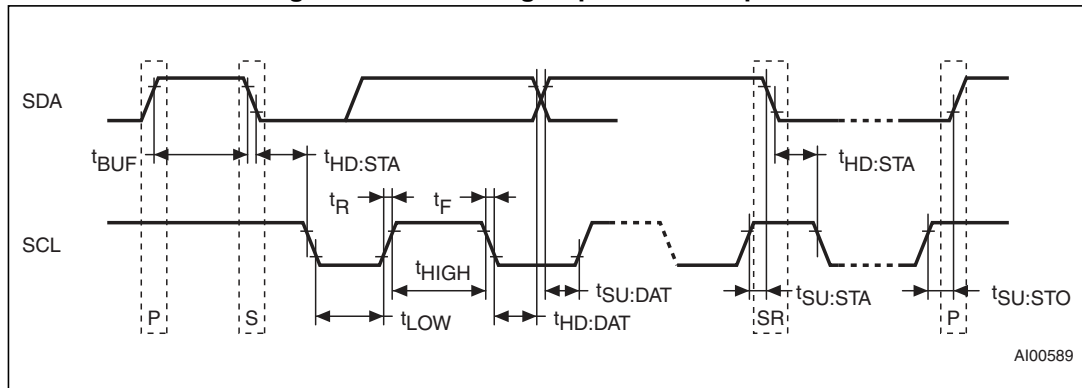 SDA
tBUF
tHD:STA
tHD:STA
tR
tF
SCL
tHIGH
tSU:DAT
tSU:STA
tSU:STO
tLOW
tHD:DAT
P
S
SR
P
AI00589